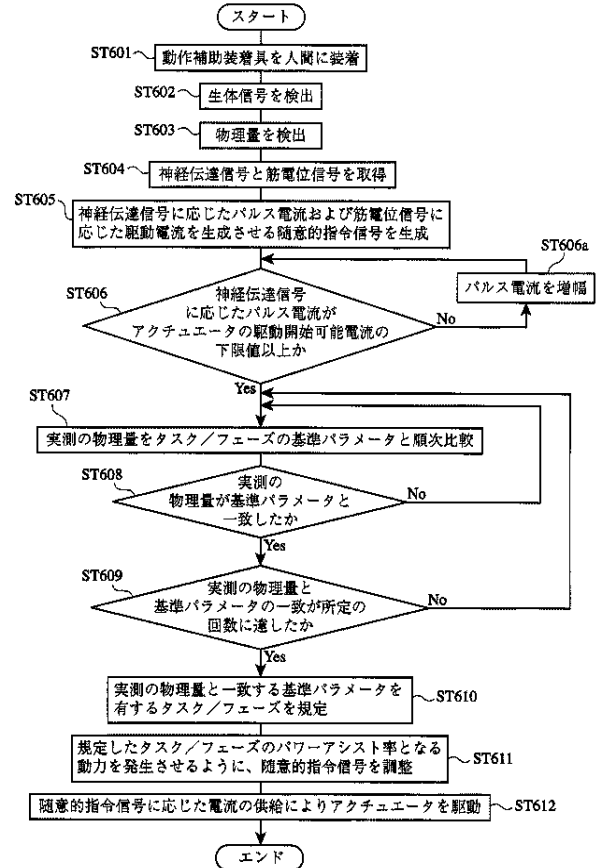 スタート
ST601
動作補助装着具を人間に装着
ST602
生体信号を検出
ST603
物理量を検出
ST604
神経伝達信号と筋電位信号を取得
ST605
神経伝達信号に応じたパルス電流および筋電位信号に
応じた駆動電流を生成させる随意的指令信号を生成
ST606a
パルス電流を増幅
ST606
神経伝達信号
に応じたパルス電流が
アクチュエータの駆動開始可能電流の
下限値以上か
No
Yes
ST607
実測の物理量をタスク／フェーズの基準パラメータと順次比較
ST608
実測の
物理量が基準パラメータと
一致したか
No
Yes
ST609
実測の物理量と
基準パラメータの一致が所定の
回数に達したか
No
Yes
実測の物理量と一致する基準パラメータを
有するタスク／フェーズを規定
ST610
規定したタスク／フェーズのパワーアシスト率となる
動力を発生させるように、随意的指令信号を調整
ST611
随意的指令信号に応じた電流の供給によりアクチュエータを駆動
ST612
エンド